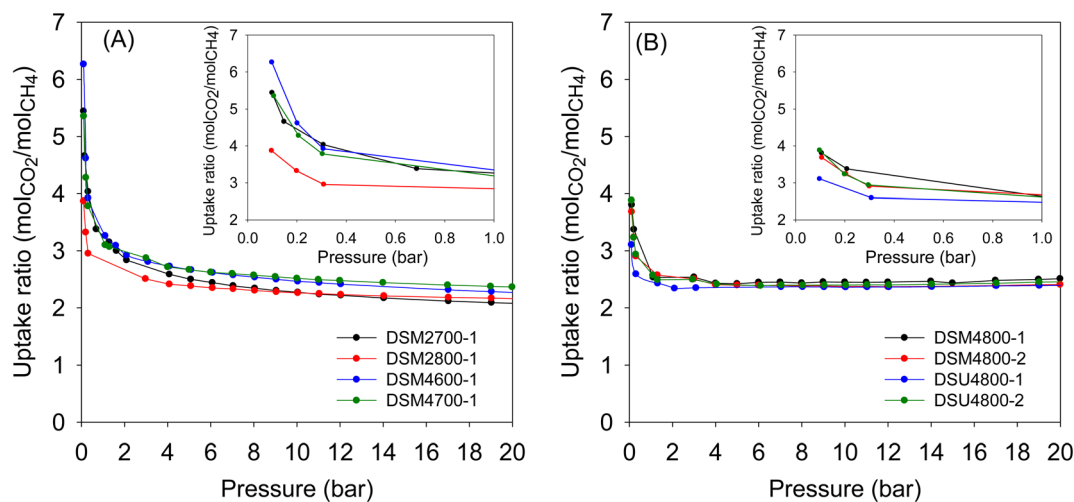 (A)
Uptake ratio (molCO2/molCH4)
7
6
5
4
3
2
1
0
0 2 4 6 8 10 12 14 16 18 20
Pressure (bar)
Uptake ratio (molCO2/molCH4)
7
6
5
4
3
2
0.0 0.2 0.4 0.6 0.8 1.0
Pressure (bar)
DSM2700-1
DSM2800-1
DSM4600-1
DSM4700-1
(B)
Uptake ratio (molCO2/molCH4)
7
6
5
4
3
2
1
0
0 2 4 6 8 10 12 14 16 18 20
Pressure (bar)
Uptake ratio (molCO2/molCH4)
7
6
5
4
3
2
0.0 0.2 0.4 0.6 0.8 1.0
Pressure (bar)
DSM4800-1
DSM4800-2
DSU4800-1
DSU4800-2